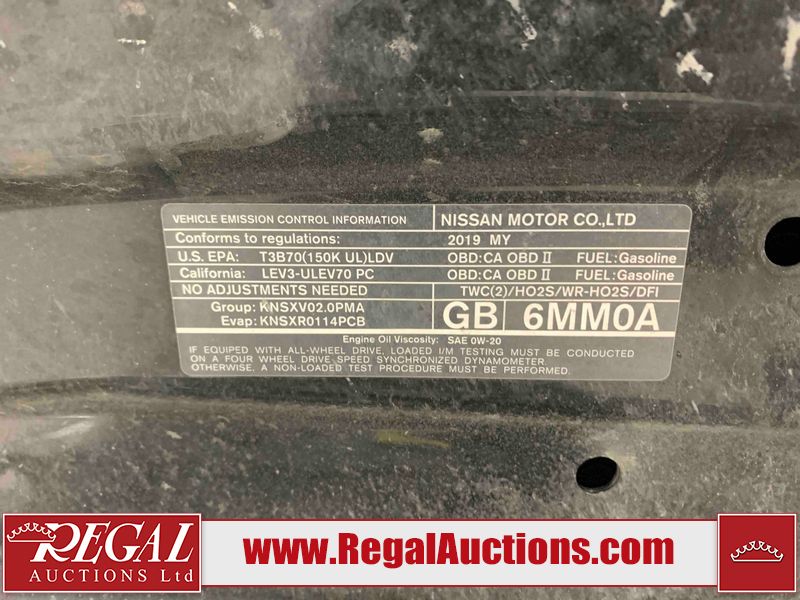 VEHICLE EMISSION CONTROL INFORMATION NISSAN MOTOR CO.,LTD
Conforms to regulations: 2019 MY
U.S. EPA: T3B70(150K UL)LDV OBD:CA OBD II FUEL:Gasoline
California: LEV3-ULEV70 PC OBD:CA OBD II FUEL:Gasoline
NO ADJUSTMENTS NEEDED TWC(2)/HO2S/WR-HO2S/DFI
Group: KNSXV02.0PMA
Evap: KNSXR0114PCB
GB 6MM0A
Engine Oil Viscosity: SAE 0W-20
IF EQUIPPED WITH ALL-WHEEL DRIVE, LOADED I/M TESTING MUST BE CONDUCTED
ON A FOUR WHEEL DRIVE SPEED SYNCHRONIZED DYNAMOMETER.
OTHERWISE, A NON-LOADED TEST PROCEDURE MUST BE PERFORMED.
REGAL
AUCTIONS Ltd
www.RegalAuctions.com